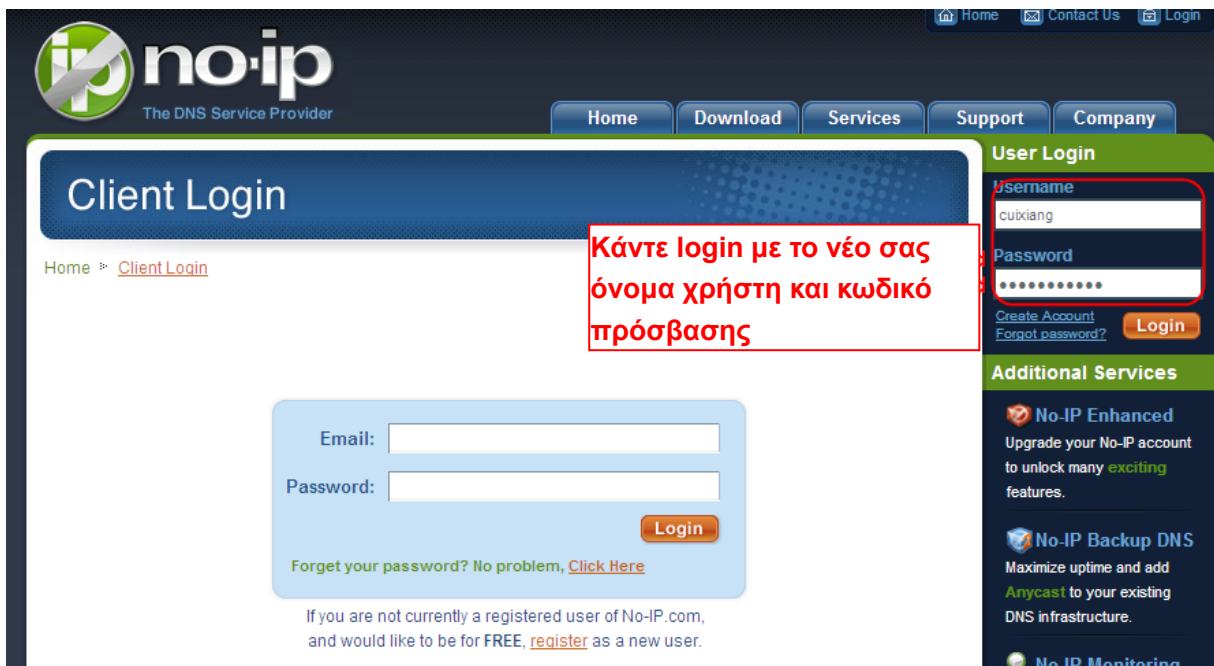 Home Contact Us Login
ip no·ip
The DNS Service Provider
Home Download Services Support Company
Client Login
Home Client Login
Κάντε login με το νέο σας
όνομα χρήστη και κωδικό
πρόσβασης
User Login
Username
cuixiang
Password
Create Account
Forgot password?
Login
Additional Services
No-IP Enhanced
Upgrade your No-IP account
to unlock many exciting
features.
No-IP Backup DNS
Maximize uptime and add
Anycast to your existing
DNS infrastructure.
No-IP Monitoring
Email:
Password:
Login
Forget your password? No problem, Click Here
If you are not currently a registered user of No-IP.com,
and would like to be for FREE, register as a new user.